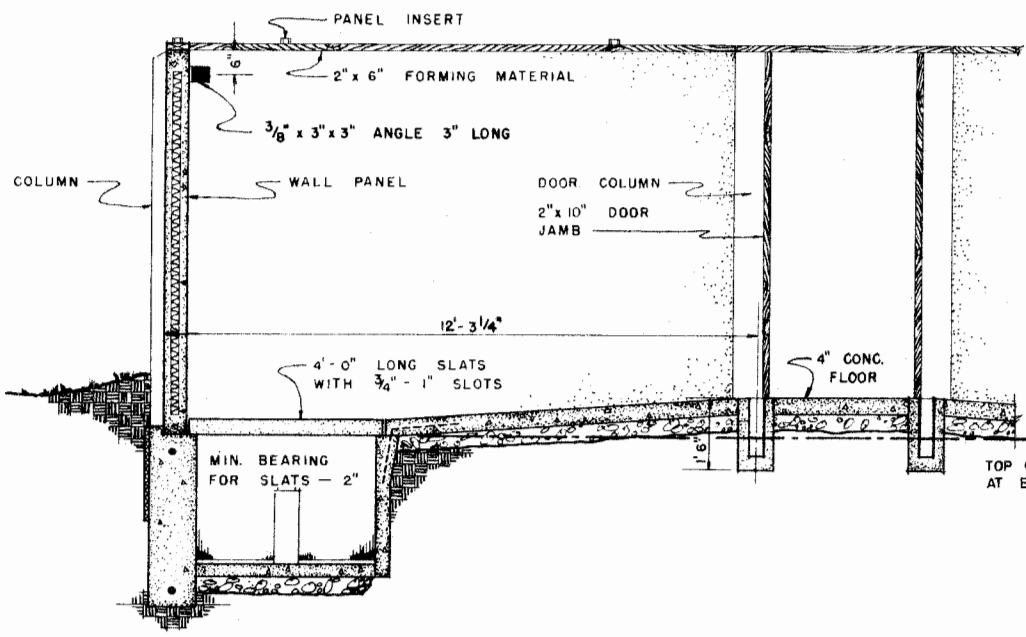 PANEL INSERT
6"
2" x 6" FORMING MATERIAL
3/8" x 3" x 3" ANGLE 3" LONG
COLUMN
WALL PANEL
DOOR COLUMN
2" x 10" DOOR
JAMB
12'- 3 1/4"
4'-0" LONG SLATS
WITH 3/4" - 1" SLOTS
4" CONC.
FLOOR
MIN. BEARING
FOR SLATS — 2"
1' 6"
TOP
AT